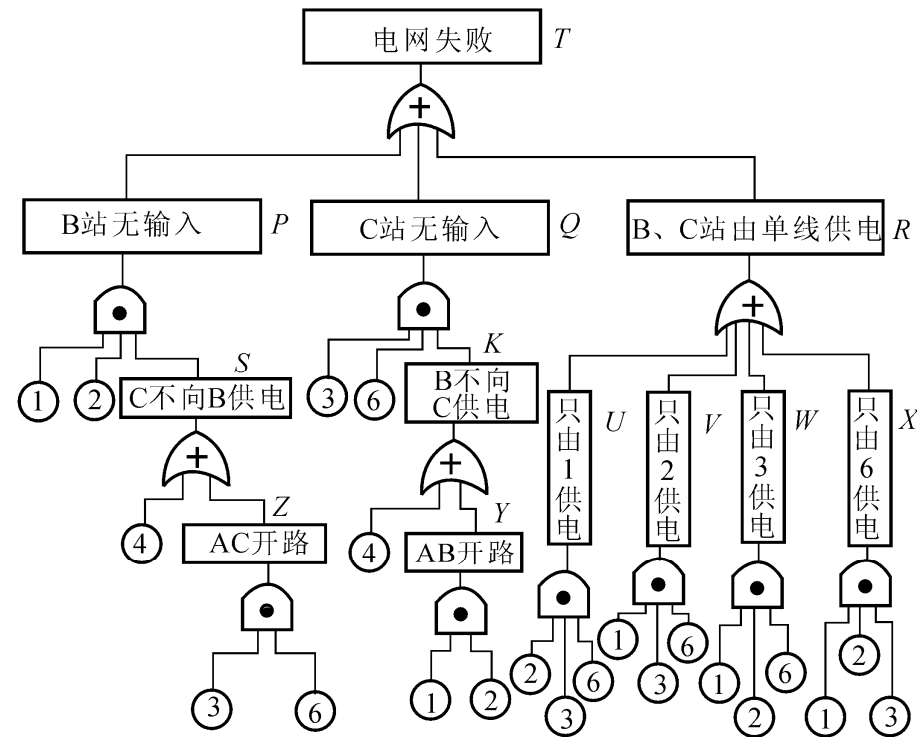 电网失败 T
B站无输入 P
C站无输入 Q
B、C站由单线供电 R
1
2
S
C不向B供电
3
6
K
B不向
C供电
只由1供电 U
只由2供电 V
只由3供电 W
只由6供电 X
4
Z
AC开路
4
Y
AB开路
3
6
1
2
2
3
6
1
3
6
1
2
6
1
2
3